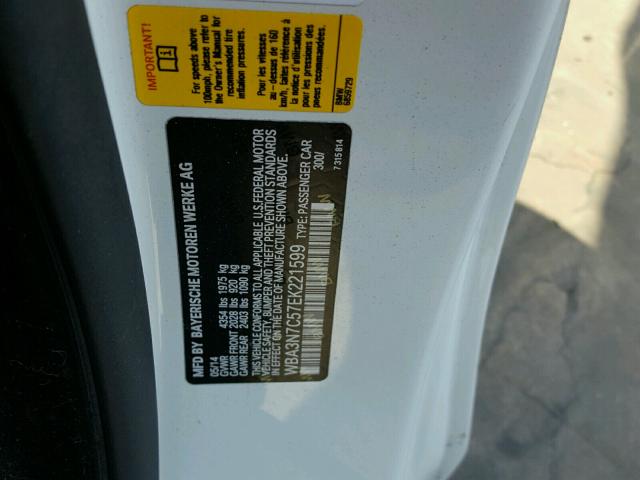 IMPORTANT!
For speeds above
100mph, please refer to
the Owner's Manual for
recommended tire
inflation pressures.
Pour les vitesses
au-dessus de 160
km/h, faites référence à
la notice d'utilisation
pour les pressions des
pneus recommandées.
BMW
6859729
MFD BY BAYERISCHE MOTOREN WERKE AG
05/14
GVWR 4354 lbs 1975 kg
GAWR FRONT 2028 lbs 920 kg
GAWR REAR 2403 lbs 1090 kg
THIS VEHICLE CONFORMS TO ALL APPLICABLE U.S. FEDERAL MOTOR
VEHICLE SAFETY, BUMPER AND THEFT PREVENTION STANDARDS
IN EFFECT ON THE DATE OF MANUFACTURE SHOWN ABOVE.
WBA3N7C57EK221599 TYPE: PASSENGER CAR
300/
7 315 814